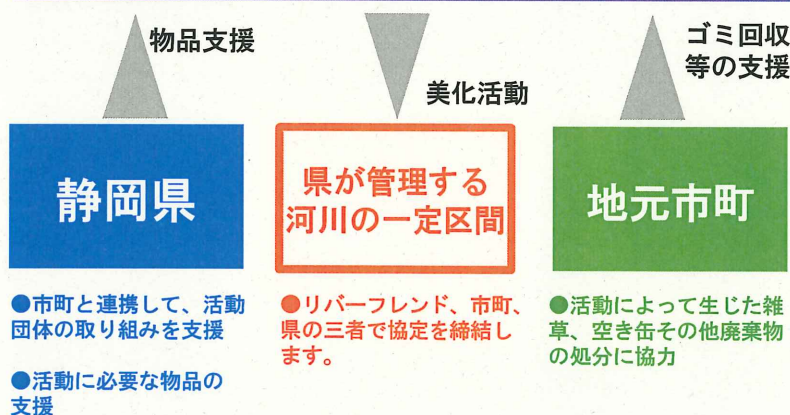 物品支援
美化活動
ゴミ回収
等の支援
静岡県
県が管理する
河川の一定区間
地元市町
●市町と連携して、活動
団体の取り組みを支援
●活動に必要な物品の
支援
●リバーフレンド、市町、
県の三者で協定を締結し
ます。
●活動によって生じた雑
草、空き缶その他廃棄物
の処分に協力